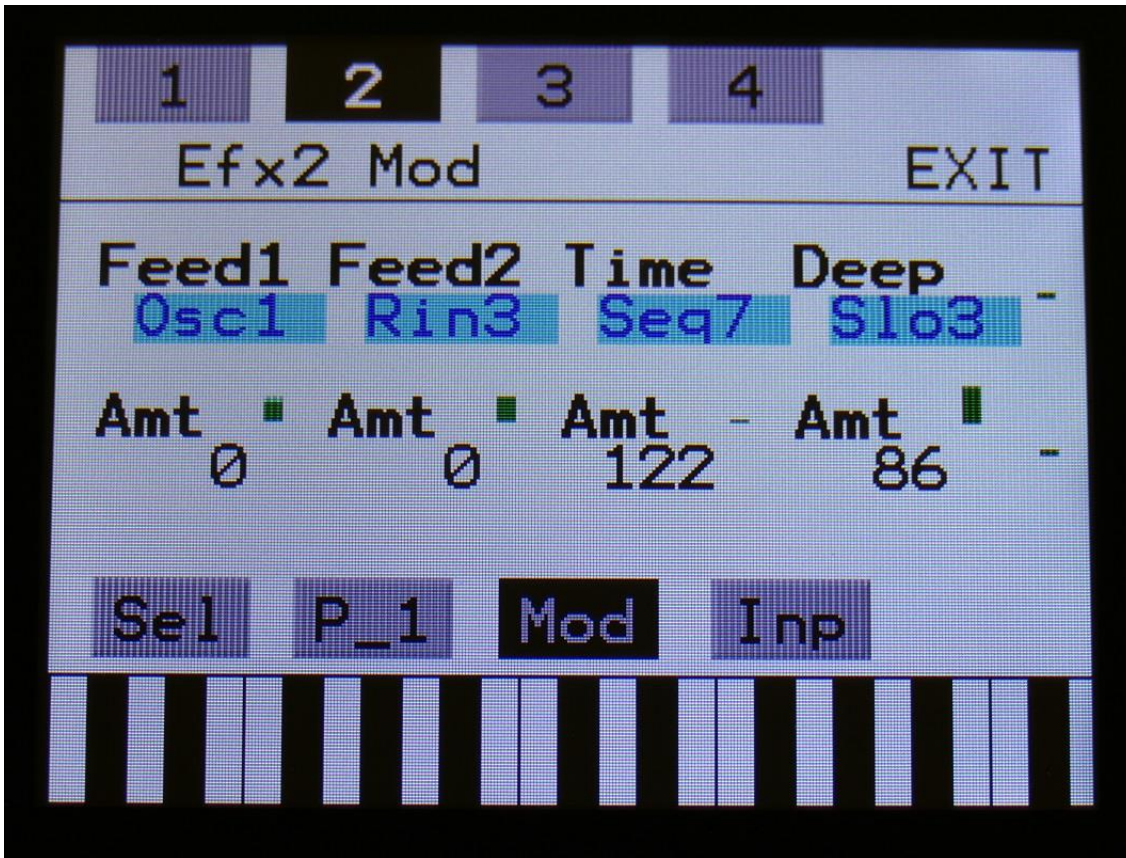 1 2 3 4
Efx2 Mod EXIT
Feed1 Feed2 Time Deep
Osc1 Rin3 Seq7 Slo3
Amt Amt Amt Amt
0 0 122 86
Sel P_1 Mod Inp